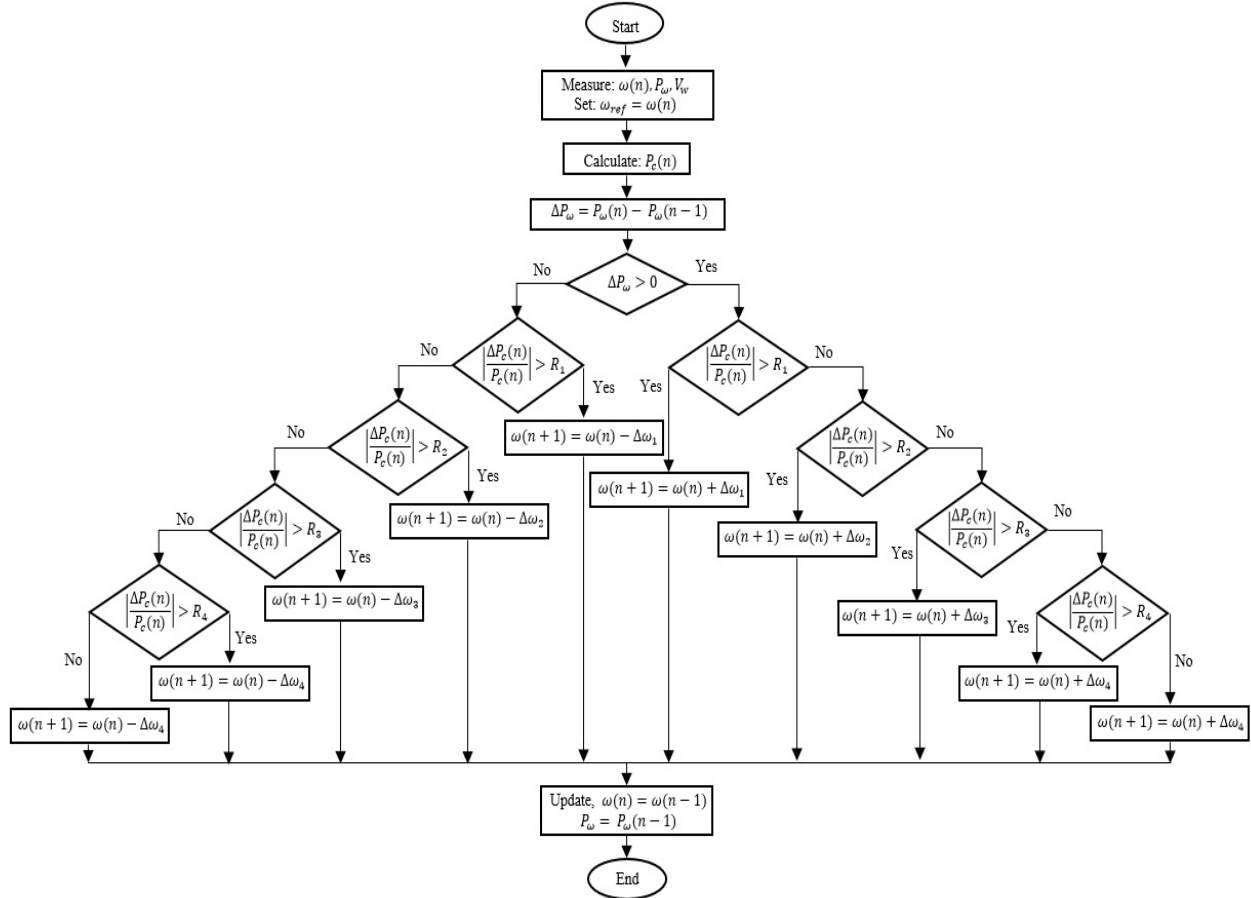 Start
Measure: ω(n), P_ω, V_w
Set: ω_ref = ω(n)
Calculate: P_c(n)
ΔP_ω = P_ω(n) − P_ω(n − 1)
No
Yes
ΔP_ω > 0
No
|ΔP_c(n)/P_c(n)| > R_1
Yes
Yes
|ΔP_c(n)/P_c(n)| > R_1
No
ω(n + 1) = ω(n) − Δω_1
ω(n + 1) = ω(n) + Δω_1
No
|ΔP_c(n)/P_c(n)| > R_2
Yes
Yes
|ΔP_c(n)/P_c(n)| > R_2
No
ω(n + 1) = ω(n) − Δω_2
ω(n + 1) = ω(n) + Δω_2
No
|ΔP_c(n)/P_c(n)| > R_3
Yes
Yes
|ΔP_c(n)/P_c(n)| > R_3
No
ω(n + 1) = ω(n) − Δω_3
ω(n + 1) = ω(n) + Δω_3
|ΔP_c(n)/P_c(n)| > R_4
Yes
Yes
|ΔP_c(n)/P_c(n)| > R_4
No
No
ω(n + 1) = ω(n) − Δω_4
ω(n + 1) = ω(n) + Δω_4
ω(n + 1) = ω(n) − Δω_4
ω(n + 1) = ω(n) + Δω_4
Update, ω(n) = ω(n − 1)
P_ω = P_ω(n − 1)
End